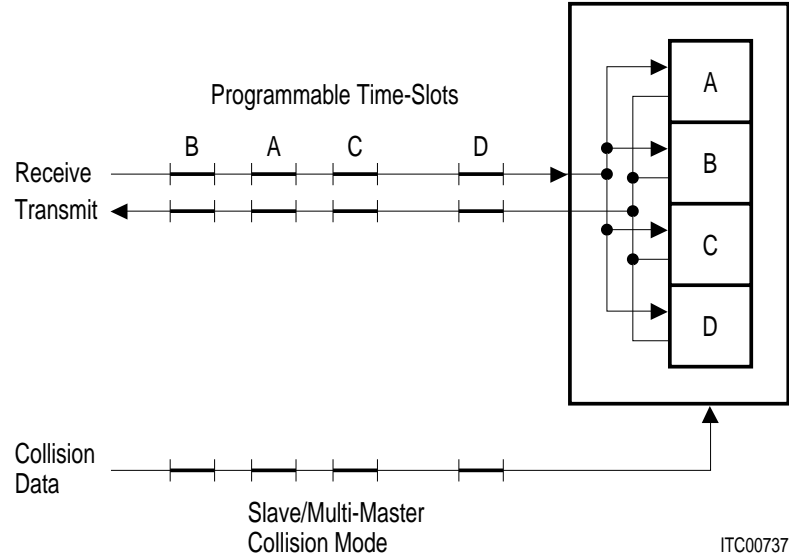 Programmable Time-Slots
B A C D
Receive
Transmit
A
B
C
D
Collision
Data
Slave/Multi-Master
Collision Mode
ITC00737